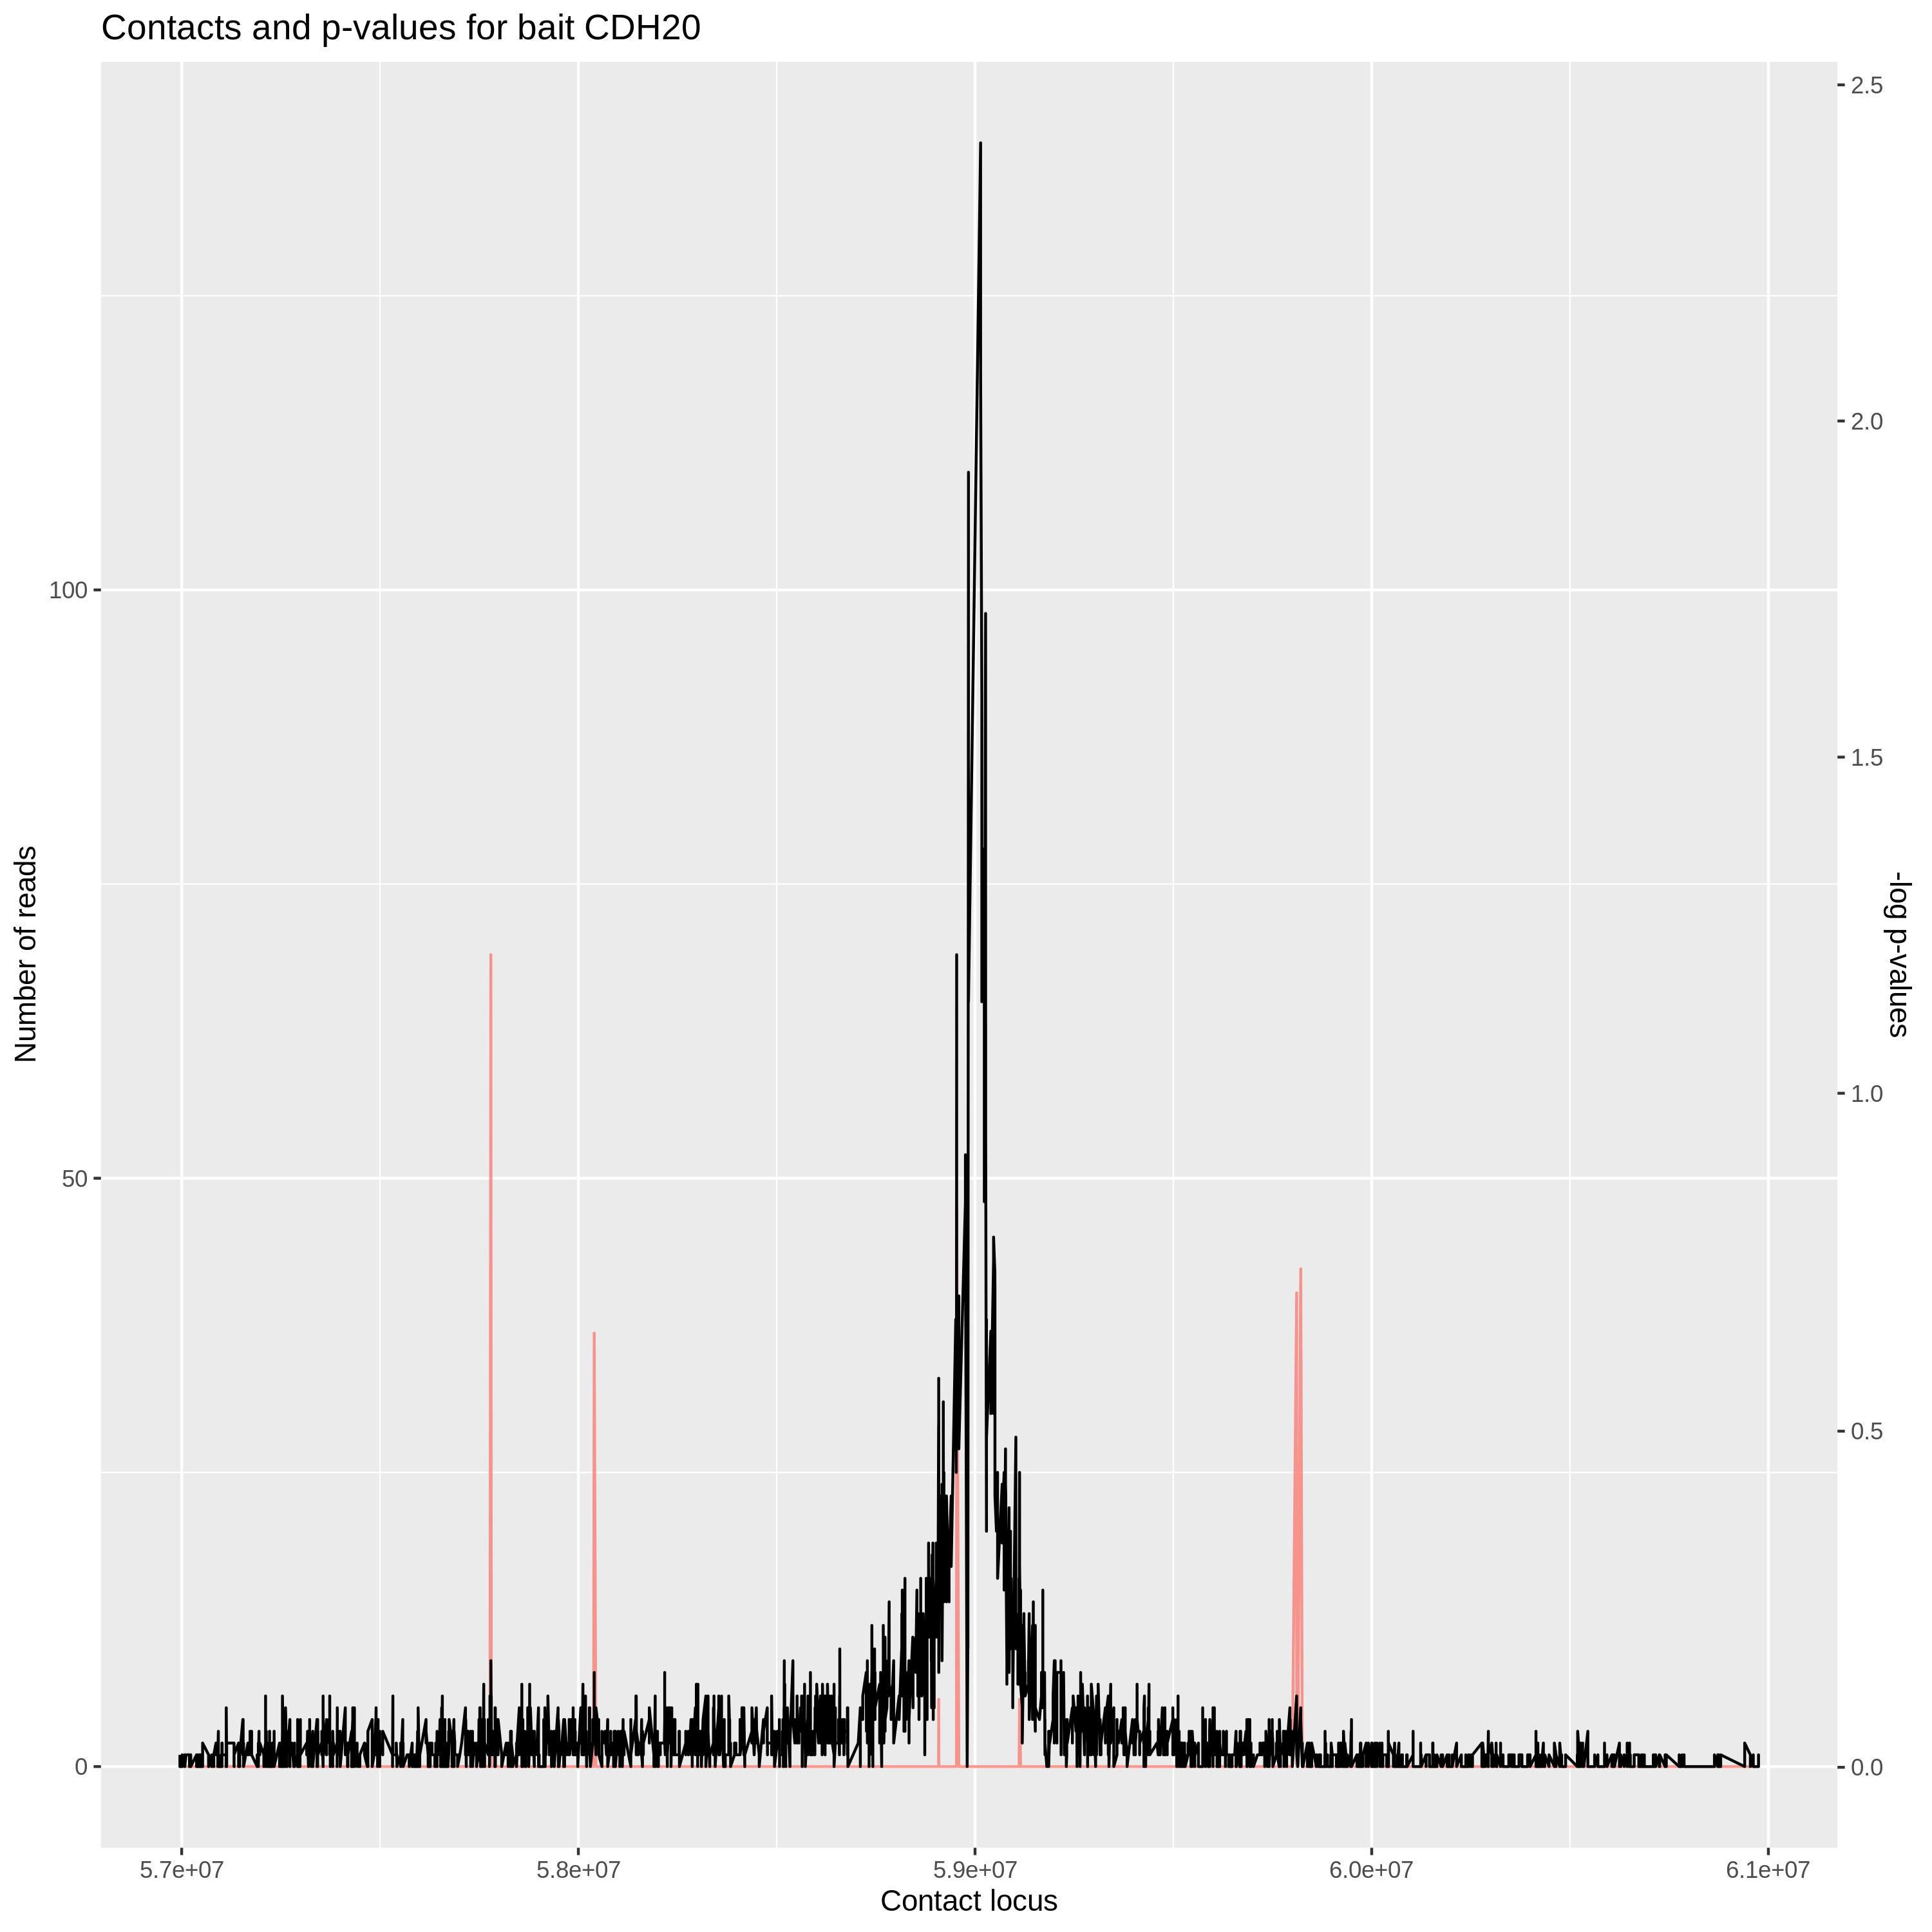 Contacts and p-values for bait CDH20
Number of reads
100
50
0
2.5
2.0
1.5
1.0
0.5
0.0
-log p-values
5.7e+07
5.8e+07
5.9e+07
6.0e+07
6.1e+07
Contact locus